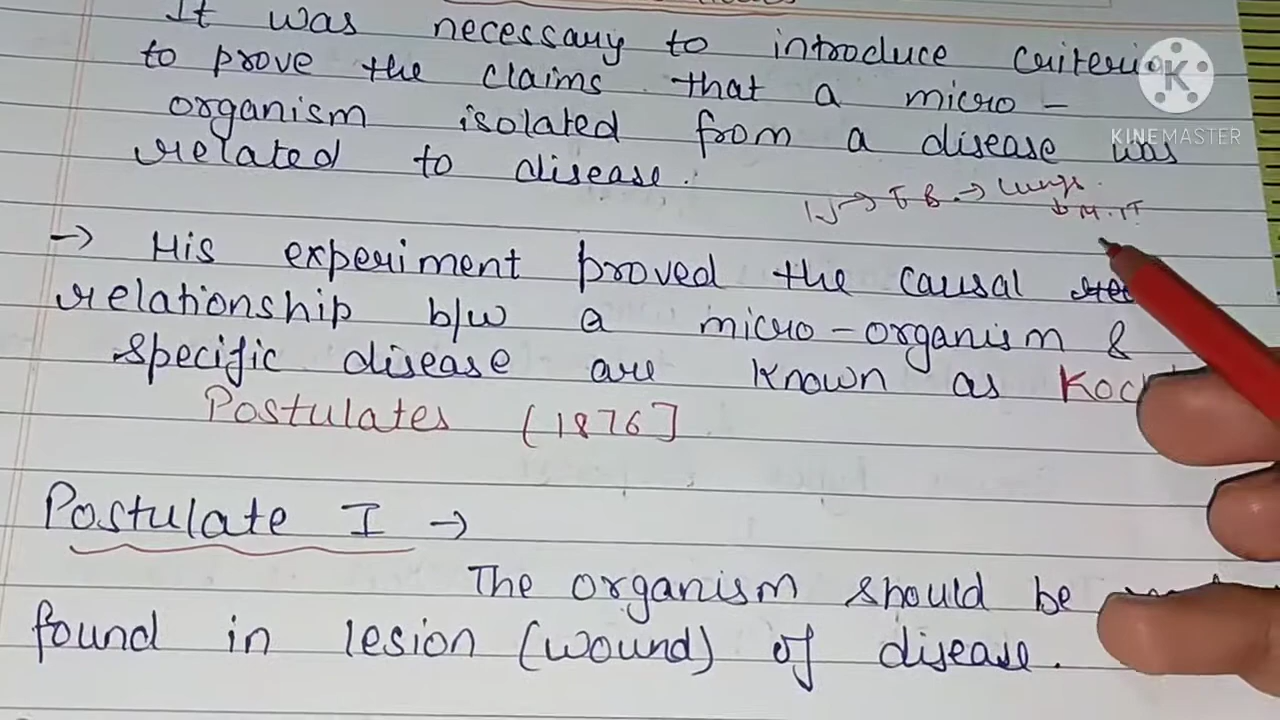 It was necessary to introduce criteria
to prove the claims that a micro-
organism isolated from a disease was
related to disease.
→ T B → Lungs.
M.T
→ His experiment proved the causal
relationship b/w a micro-organism &
specific disease are known as Koch
Postulates (1876]
Postulate I →
The organism should be
found in lesion (wound) of disease.
K
KINEMASTER